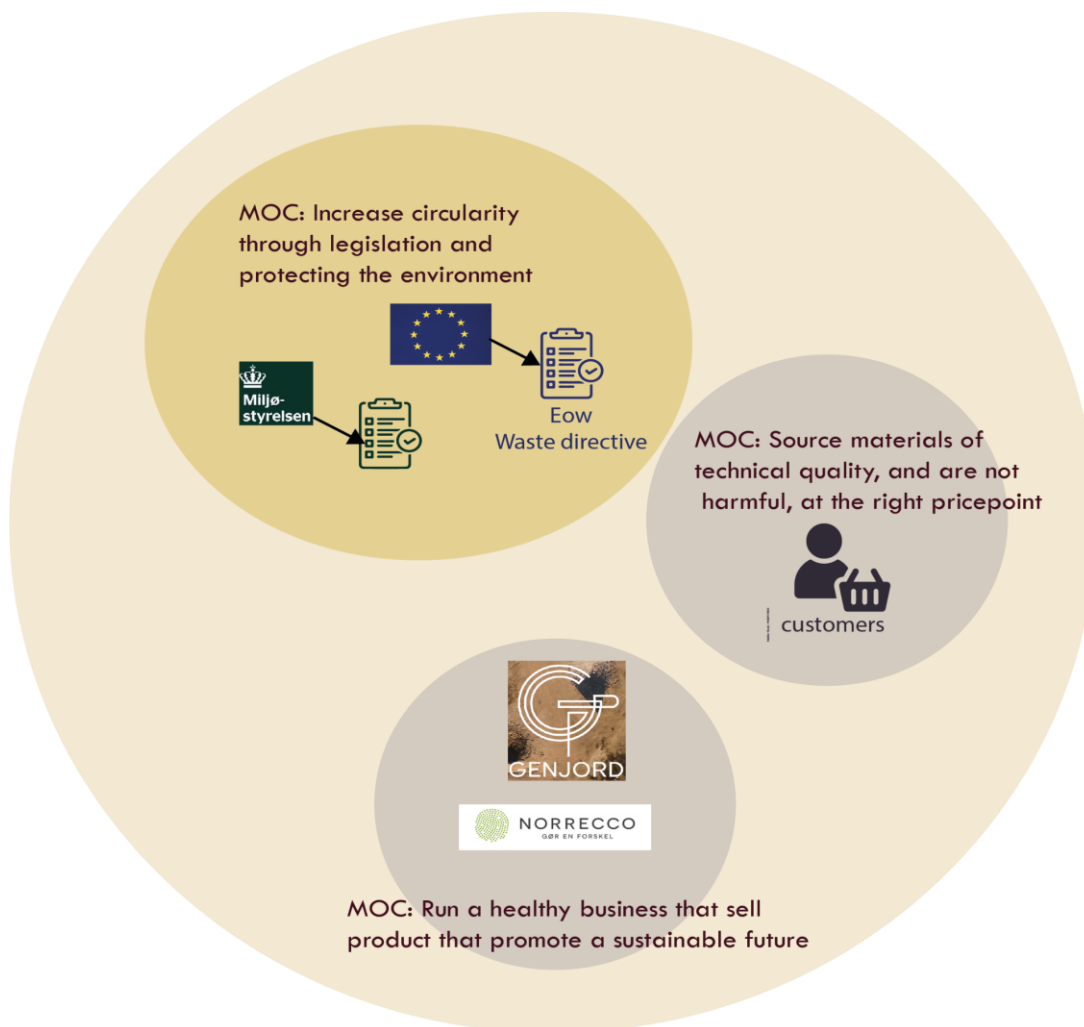 MOC: Increase circularity
through legislation and
protecting the environment
Miljø-
styrelsen
Eow
Waste directive
MOC: Source materials of
technical quality, and are not
harmful, at the right pricepoint
customers
GENJORD
NORRECCO
GØR EN FORSKEL
MOC: Run a healthy business that sell
product that promote a sustainable future